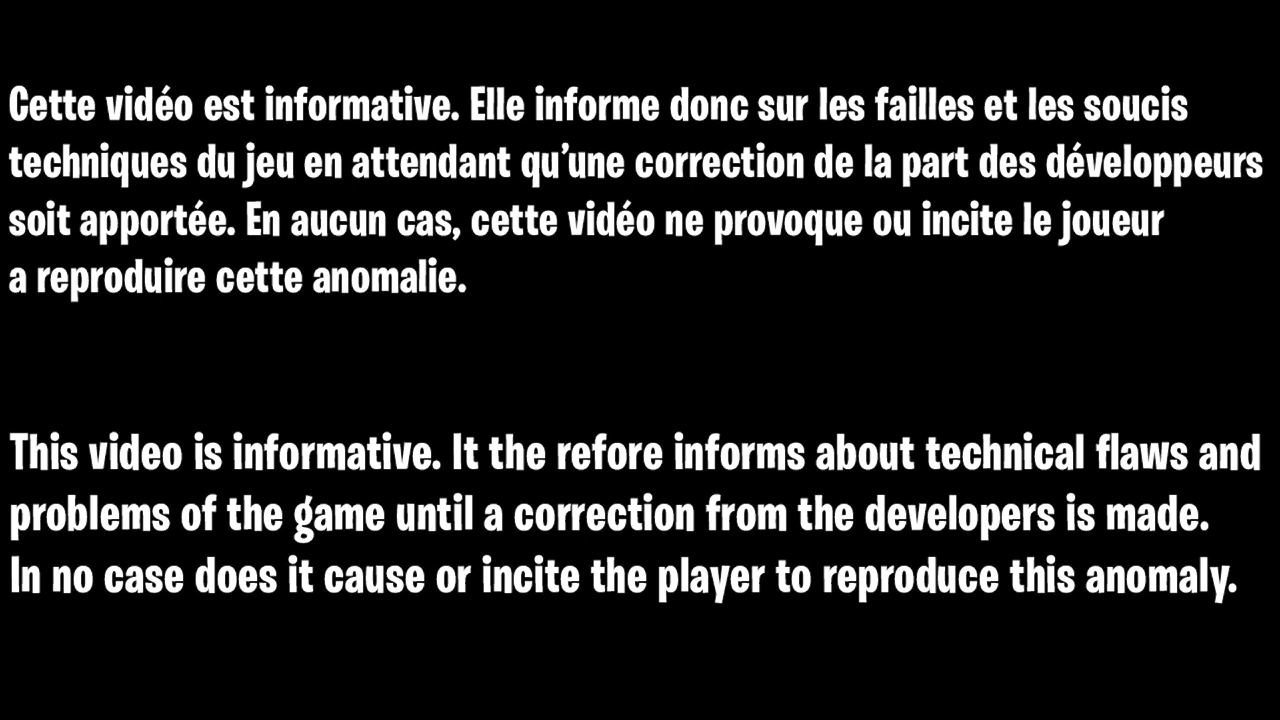 Cette vidéo est informative. Elle informe donc sur les failles et les soucis
techniques du jeu en attendant qu’une correction de la part des développeurs
soit apportée. En aucun cas, cette vidéo ne provoque ou incite le joueur
a reproduire cette anomalie.
This video is informative. It the refore informs about technical flaws and
problems of the game until a correction from the developers is made.
In no case does it cause or incite the player to reproduce this anomaly.